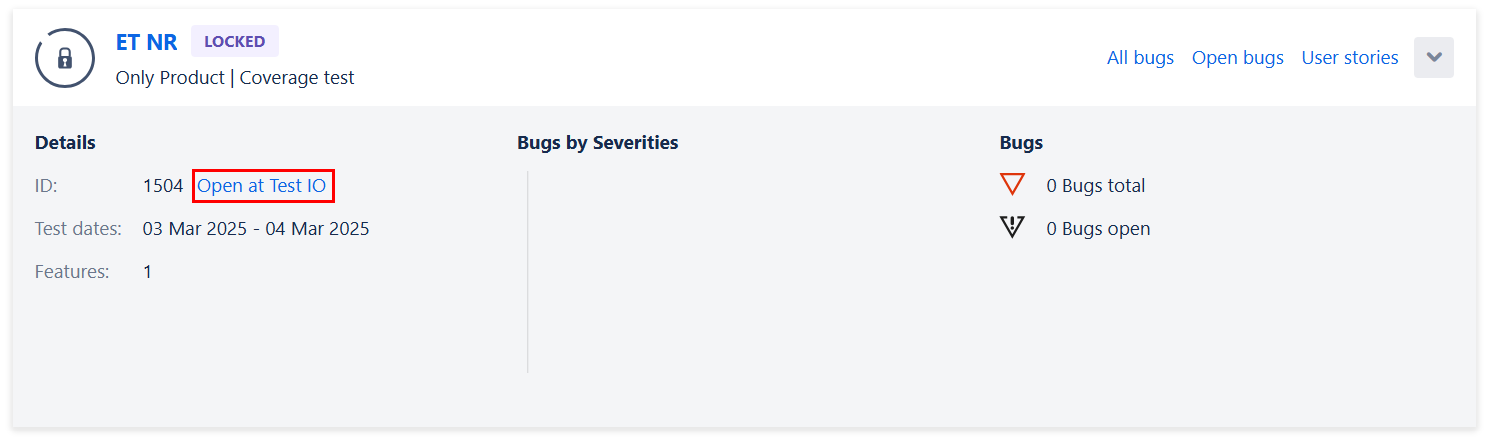 ET NR LOCKED
Only Product | Coverage test
All bugs Open bugs User stories
Details
ID: 1504 Open at Test IO
Test dates: 03 Mar 2025 - 04 Mar 2025
Features: 1
Bugs by Severities
Bugs
0 Bugs total
0 Bugs open